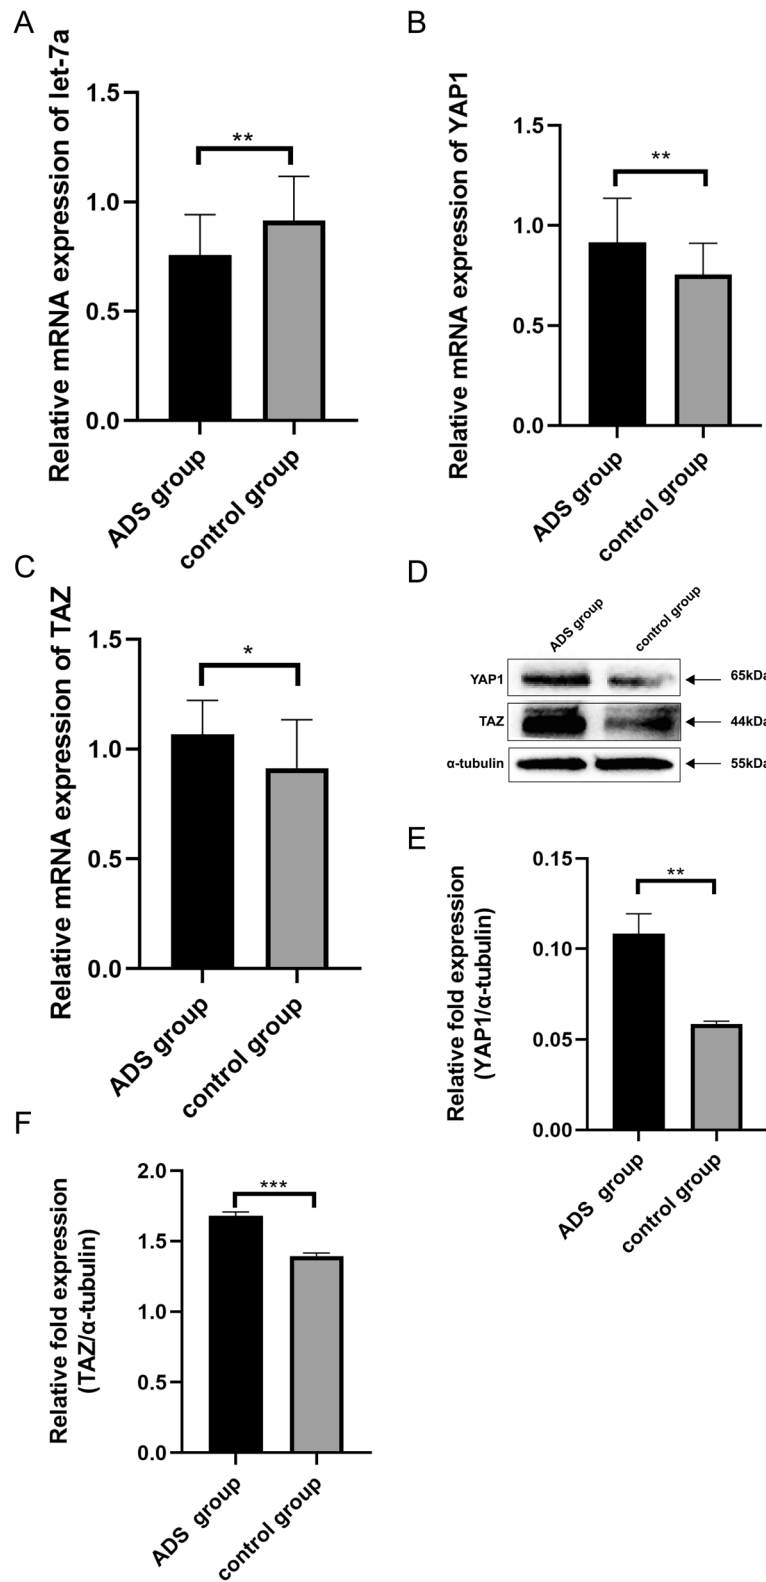 A
Relative mRNA expression of let-7a
1.5
1.0
0.5
0.0
**
ADS group
control group
B
Relative mRNA expression of YAP1
1.5
1.0
0.5
0.0
**
ADS group
control group
C
Relative mRNA expression of TAZ
1.5
1.0
0.5
0.0
*
ADS group
control group
D
ADS group
control group
YAP1
65kDa
TAZ
44kDa
α-tubulin
55kDa
E
Relative fold expression
(YAP1/α-tubulin)
0.15
0.10
0.05
0.00
**
ADS group
control group
F
Relative fold expression
(TAZ/α-tubulin)
2.0
1.5
1.0
0.5
0.0
***
ADS group
control group